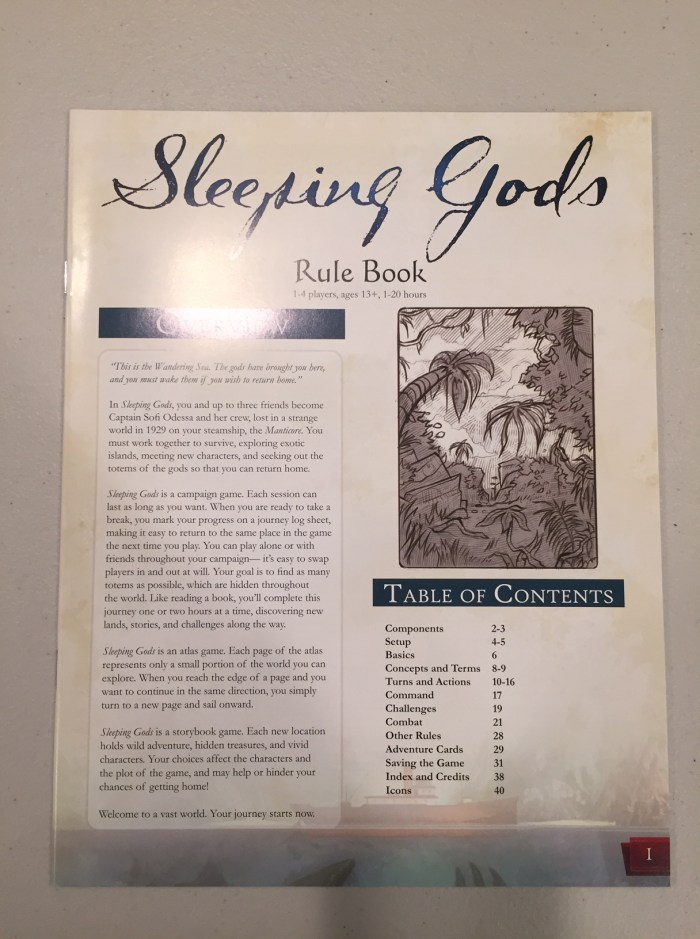 Sleeping Gods
Rule Book
1-4 players, ages 13+, 1-20 hours
Overview
"This is the Wandering Sea. The gods have brought you here,
and you must wake them if you wish to return home."
In Sleeping Gods, you and up to three friends become
Captain Sofi Odessa and her crew, lost in a strange
world in 1929 on your steamship, the Manticore. You
must work together to survive, exploring exotic
islands, meeting new characters, and seeking out the
totems of the gods so that you can return home.
Sleeping Gods is a campaign game. Each session can
last as long as you want. When you are ready to take a
break, you mark your progress on a journey log sheet,
making it easy to return to the same place in the game
the next time you play. You can play alone or with
friends throughout your campaign— it's easy to swap
players in and out at will. Your goal is to find as many
totems as possible, which are hidden throughout
the world. Like reading a book, you'll complete this
journey one or two hours at a time, discovering new
lands, stories, and challenges along the way.
Sleeping Gods is an atlas game. Each page of the atlas
represents only a small portion of the world you can
explore. When you reach the edge of a page and you
want to continue in the same direction, you simply
turn to a new page and sail onward.
Sleeping Gods is a storybook game. Each new location
holds wild adventure, hidden treasures, and vivid
characters. Your choices affect the characters and
the plot of the game, and may help or hinder your
chances of getting home!
Welcome to a vast world. Your journey starts now.
Table of Contents
Components 2-3
Setup 4-5
Basics 6
Concepts and Terms 8-9
Turns and Actions 10-16
Command 17
Challenges 19
Combat 21
Other Rules 28
Adventure Cards 29
Saving the Game 31
Index and Credits 38
Icons 40
1